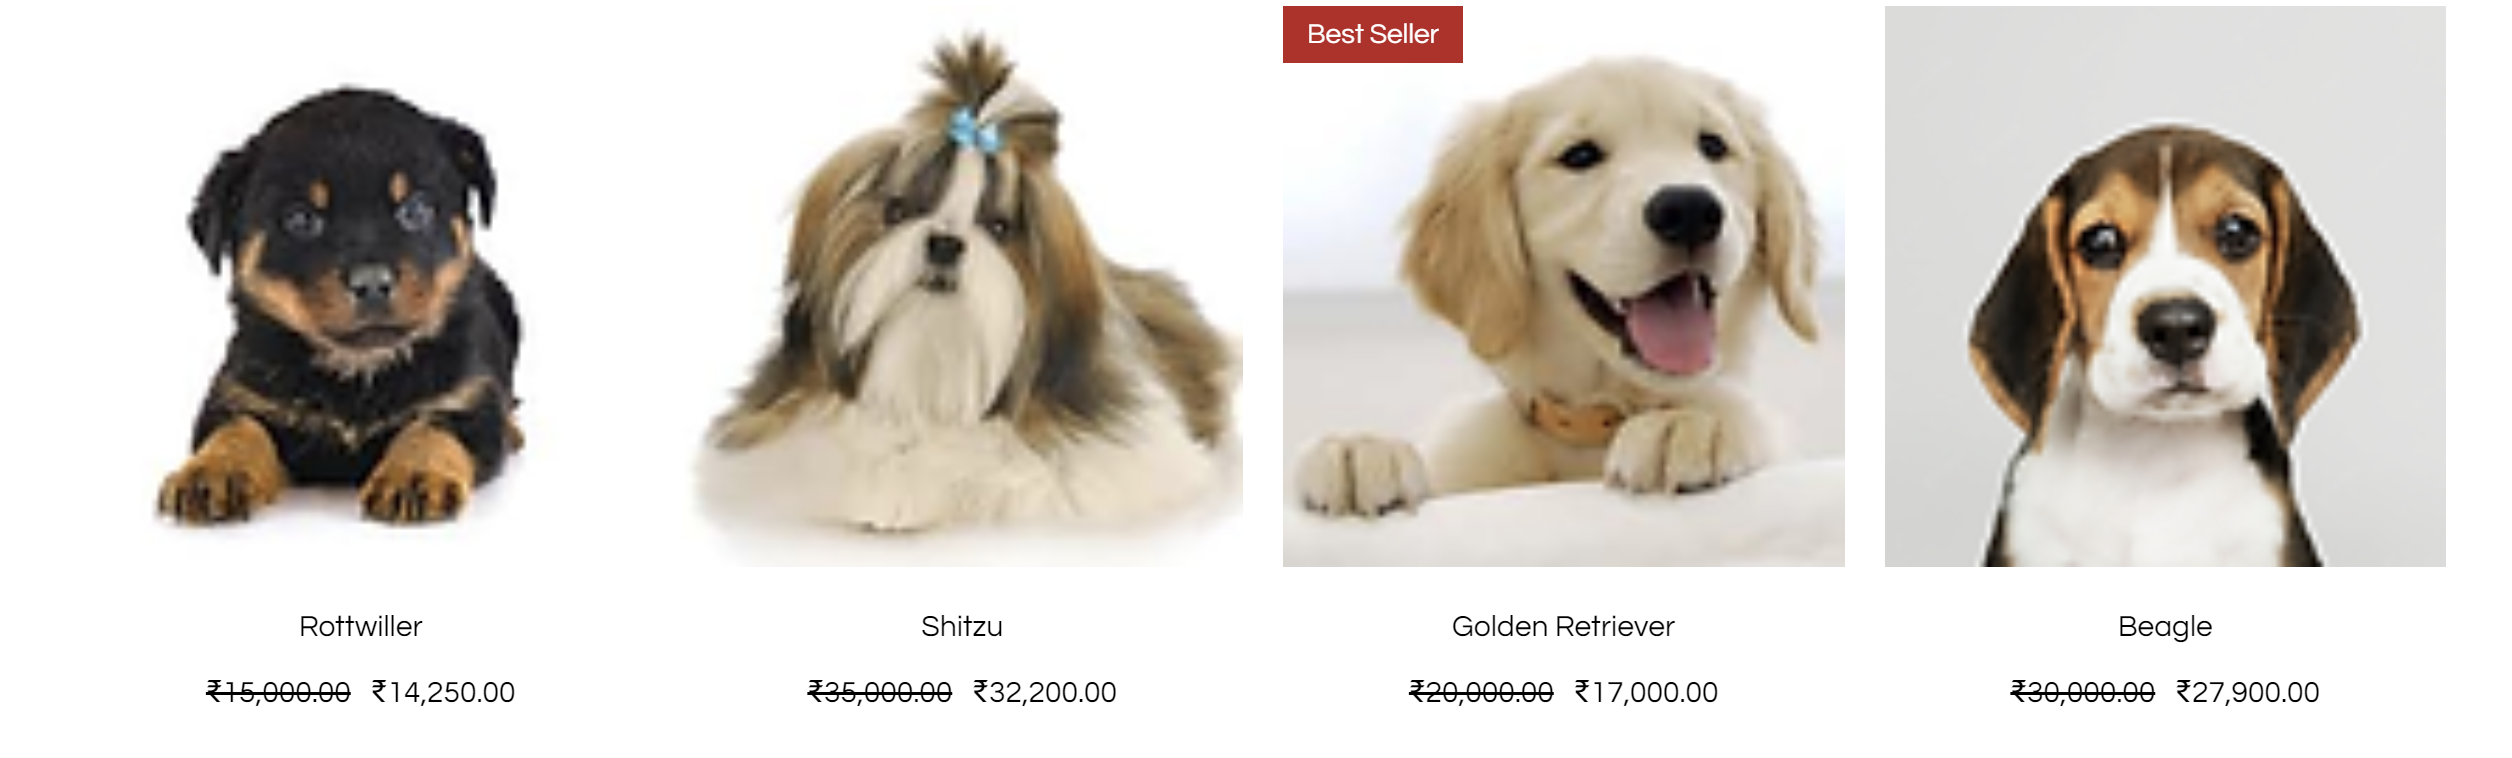 Best Seller
Rottwiller
₹15,000.00 ₹14,250.00
Shitzu
₹35,000.00 ₹32,200.00
Golden Retriever
₹20,000.00 ₹17,000.00
Beagle
₹30,000.00 ₹27,900.00